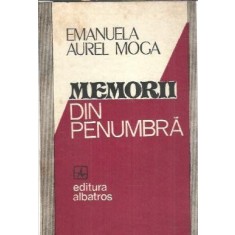 EMANUELA
AUREL MOGA
MEMORII
DIN
PENUMBRĂ
editura
albatros